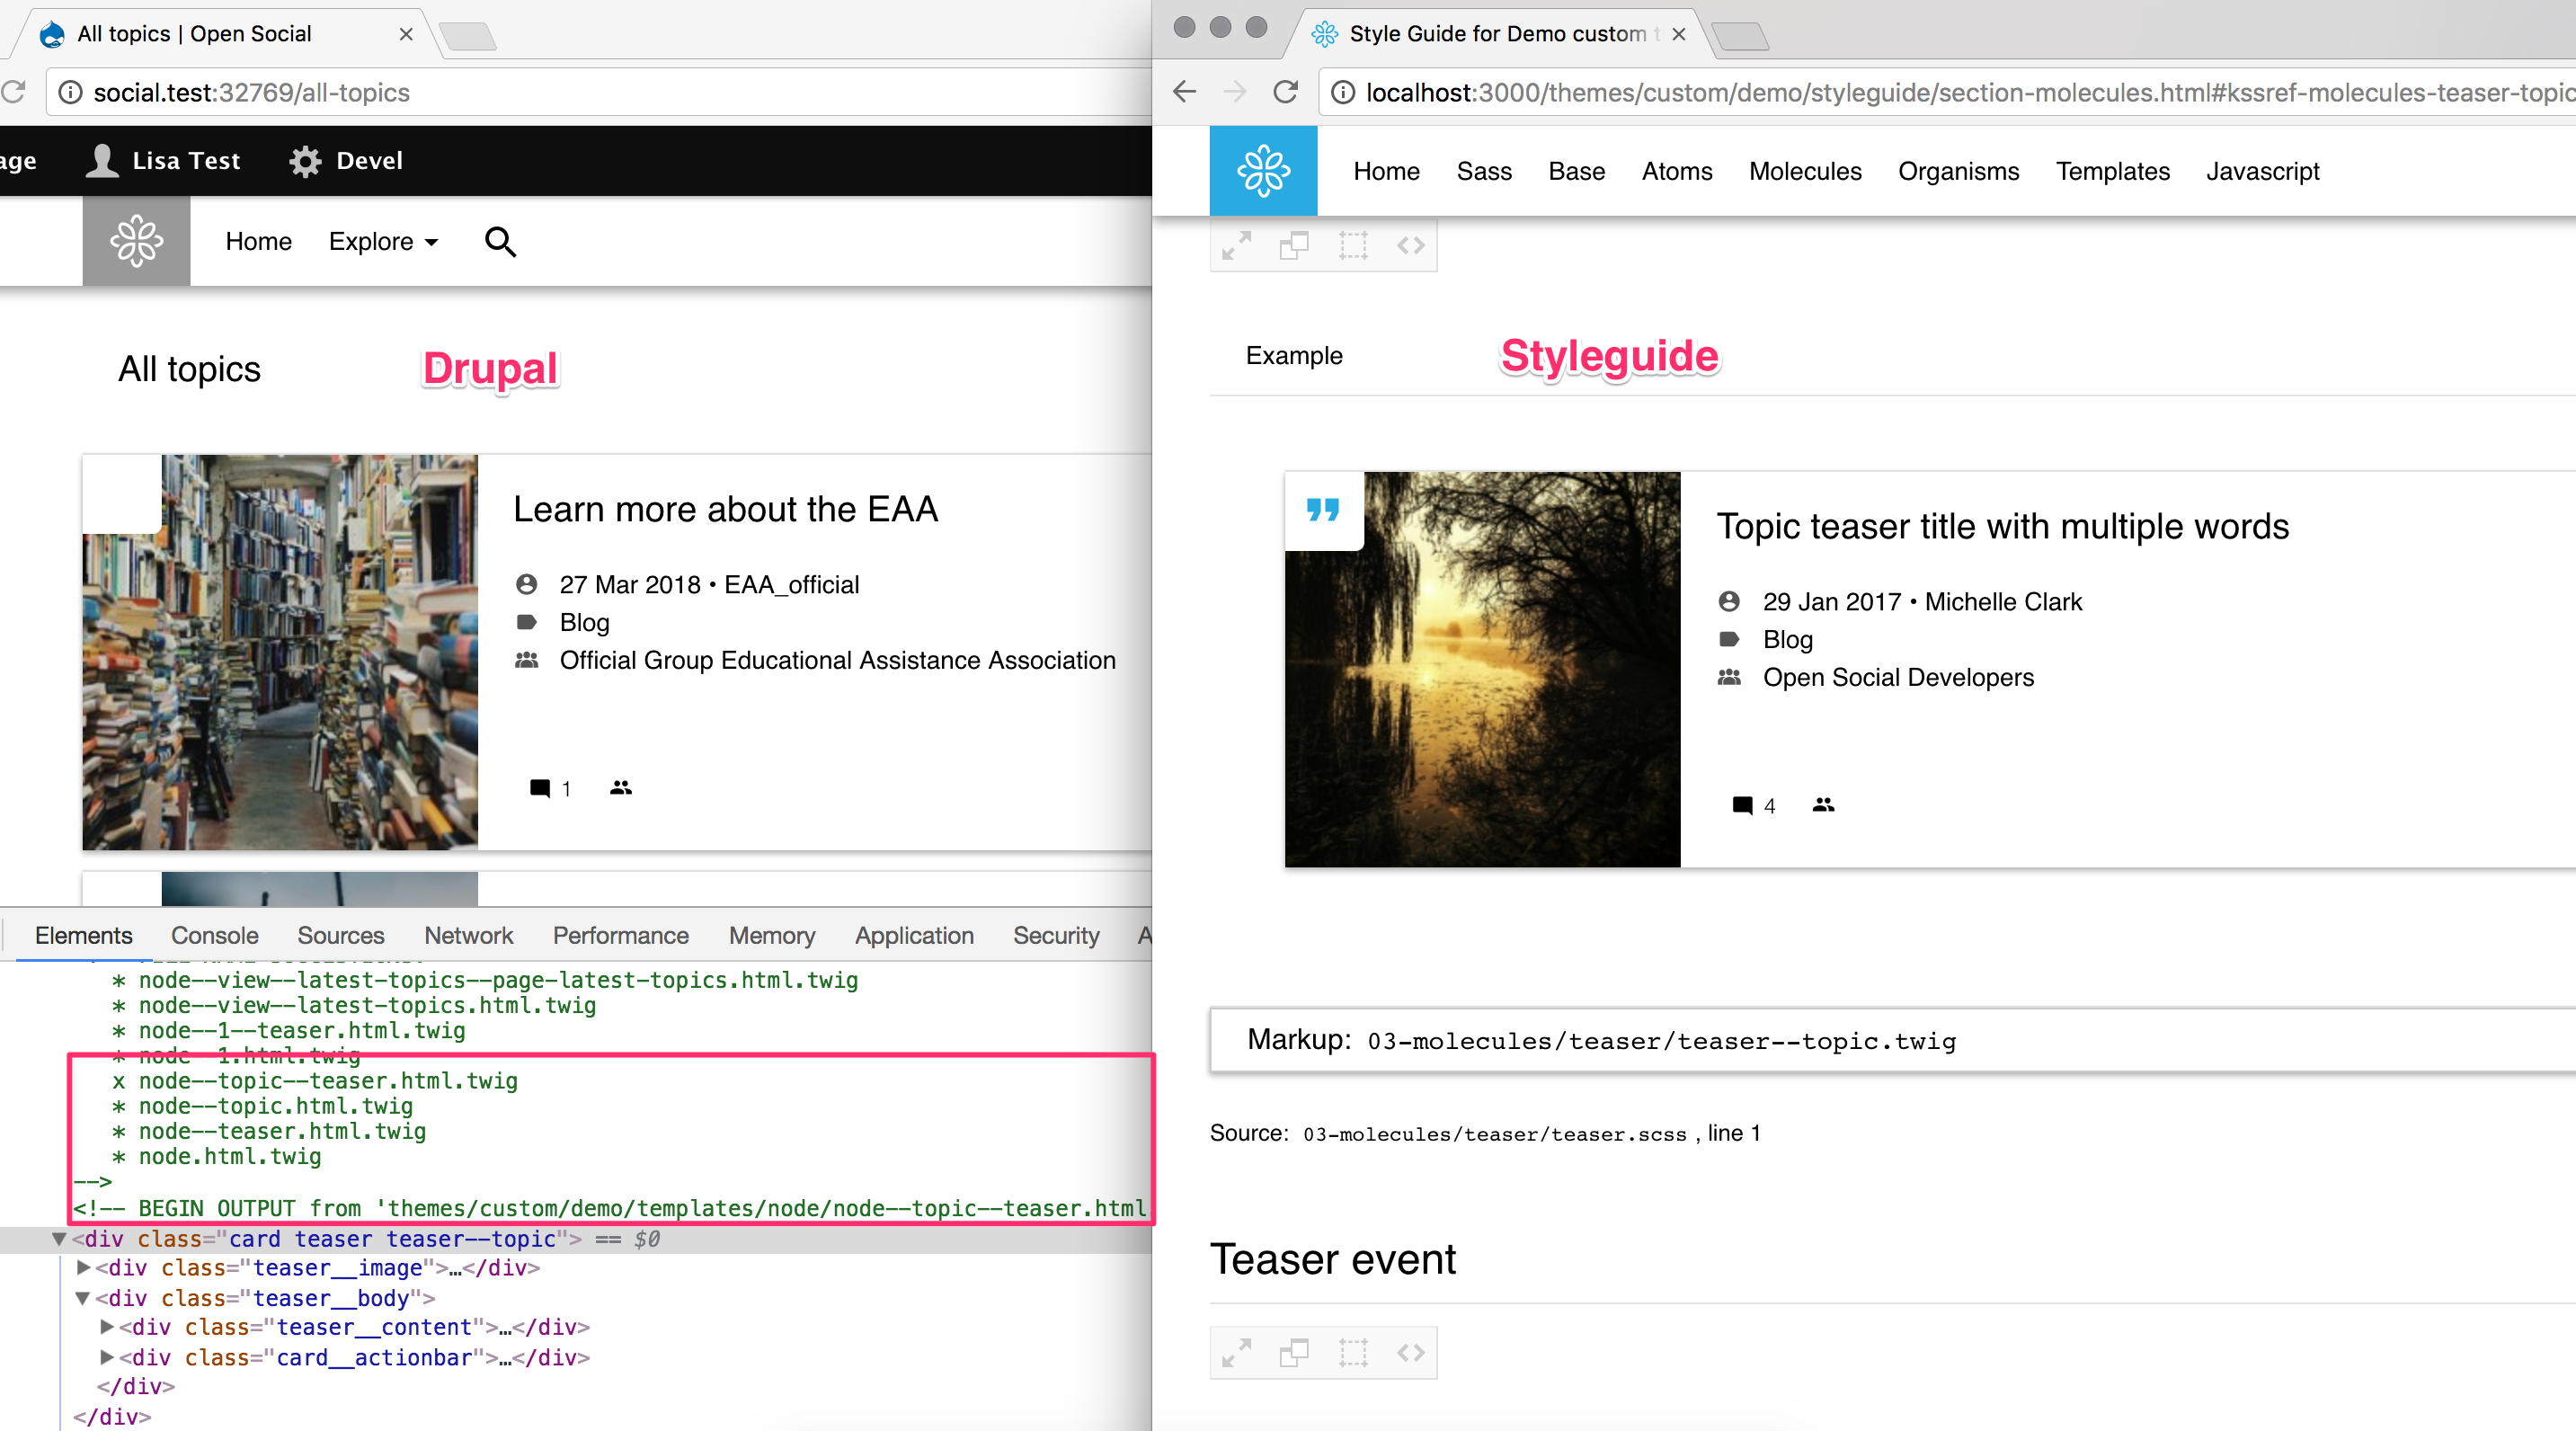 All topics | Open Social
social.test:32769/all-topics
age
Lisa Test
Devel
Home
Explore
All topics
Drupal
Learn more about the EAA
27 Mar 2018 • EAA_official
Blog
Official Group Educational Assistance Association
1
Elements Console Sources Network Performance Memory Application Security A
* node--view--latest-topics--page-latest-topics.html.twig
* node--view--latest-topics.html.twig
* node--1--teaser.html.twig
* node--1.html.twig
x node--topic--teaser.html.twig
* node--topic.html.twig
* node--teaser.html.twig
* node.html.twig
-->
<!-- BEGIN OUTPUT from 'themes/custom/demo/templates/node/node--topic--teaser.html
<div class="card teaser teaser--topic"> == $0
<div class="teaser__image">…</div>
<div class="teaser__body">
<div class="teaser__content">…</div>
<div class="card__actionbar">…</div>
</div>
</div>
Style Guide for Demo custom t
localhost:3000/themes/custom/demo/styleguide/section-molecules.html#kssref-molecules-teaser-topic
Home Sass Base Atoms Molecules Organisms Templates Javascript
Example
Styleguide
Topic teaser title with multiple words
29 Jan 2017 • Michelle Clark
Blog
Open Social Developers
4
Markup: 03-molecules/teaser/teaser--topic.twig
Source: 03-molecules/teaser/teaser.scss , line 1
Teaser event